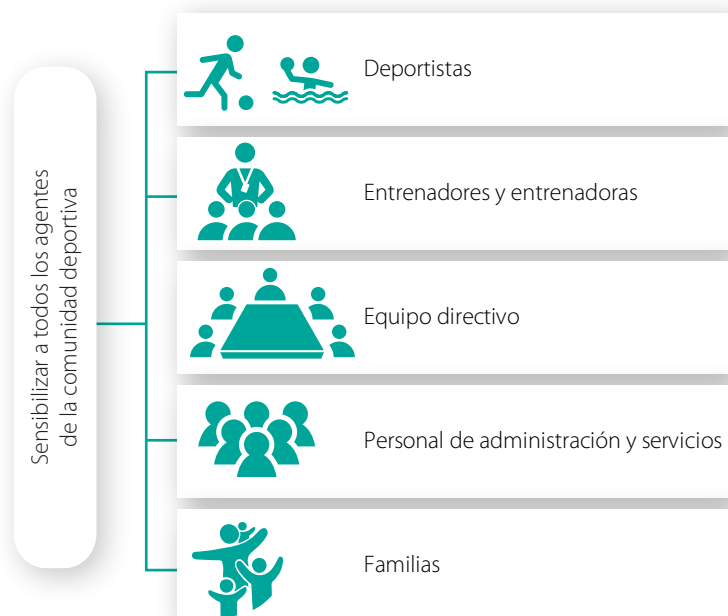 Sensibilizar a todos los agentes
de la comunidad deportiva
Deportistas
Entrenadores y entrenadoras
Equipo directivo
Personal de administración y servicios
Familias